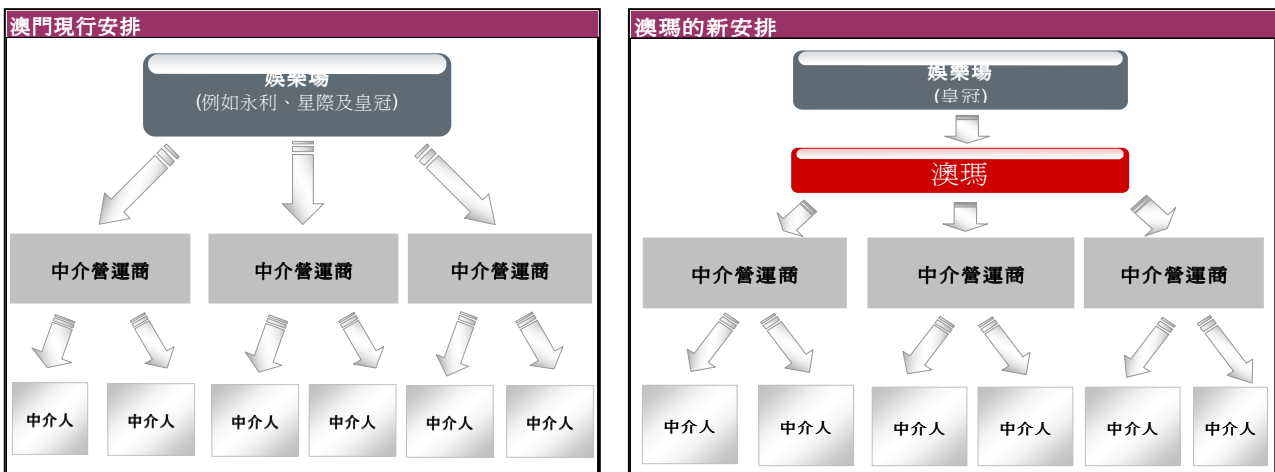 澳門現行安排
娛樂場
(例如永利、星際及皇冠)
中介營運商
中介營運商
中介營運商
中介人
中介人
中介人
中介人
中介人
中介人
澳瑪的新安排
娛樂場
(皇冠)
澳瑪
中介營運商
中介營運商
中介營運商
中介人
中介人
中介人
中介人
中介人
中介人